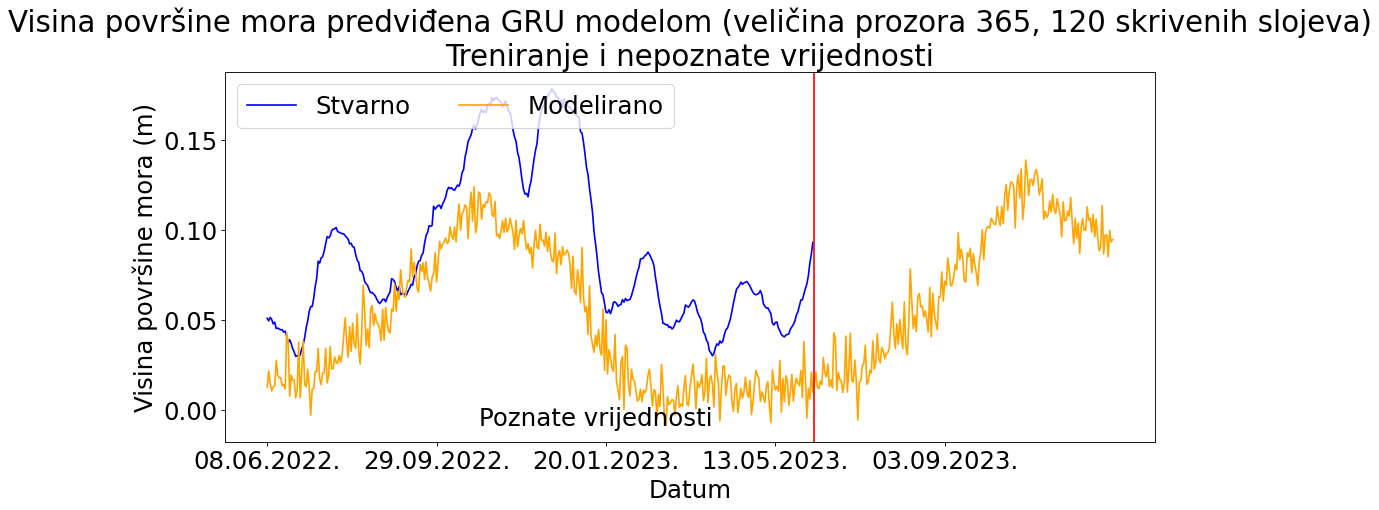 Visina površine mora predviđena GRU modelom (veličina prozora 365, 120 skrivenih slojeva)
Treniranje i nepoznate vrijednosti
Stvarno
Modelirano
Visina površine mora (m)
0.15
0.10
0.05
0.00
Poznate vrijednosti
08.06.2022.
29.09.2022.
20.01.2023.
13.05.2023.
03.09.2023.
Datum